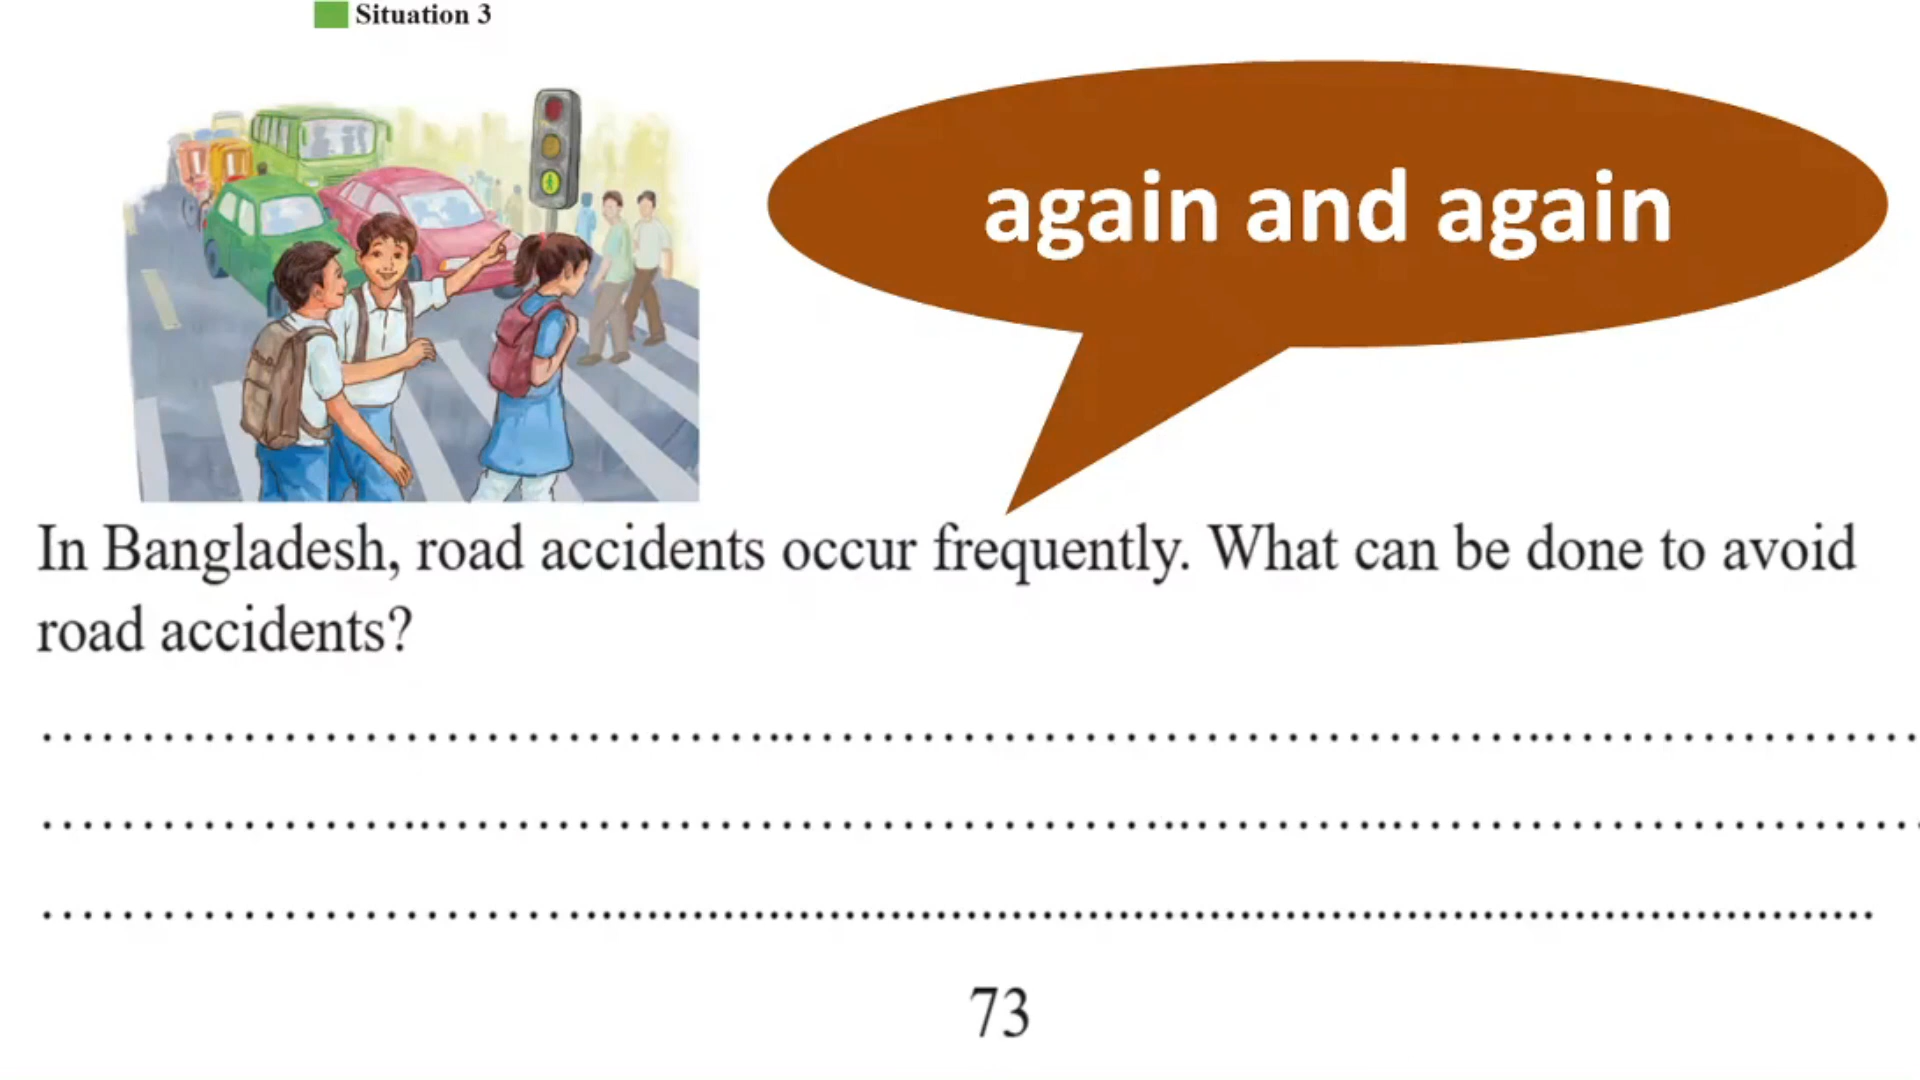 Situation 3
again and again
In Bangladesh, road accidents occur frequently. What can be done to avoid
road accidents?
73